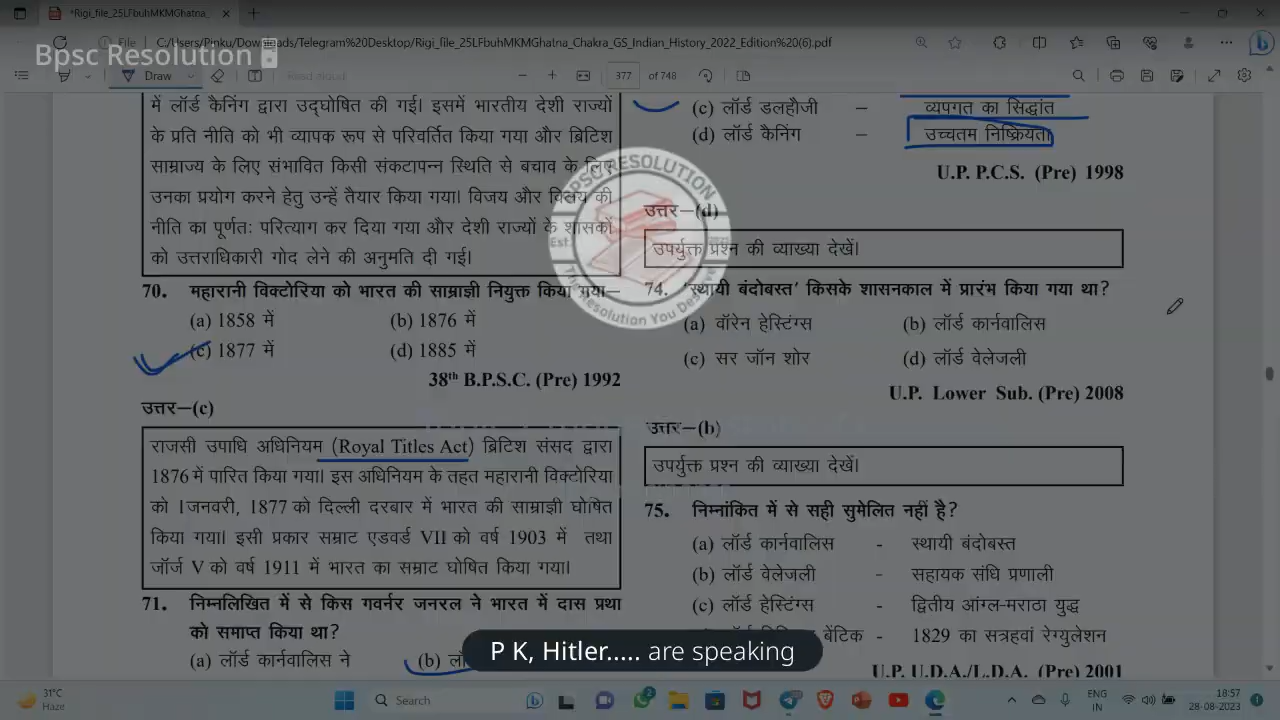 *Rigi_file_25LFbuhMKMGhatna_
File C:/Users/Pinku/Downloads/Telegram%20Desktop/Rigi_file_25LFbuhMKMGhatna_Chakra_GS_Indian_History_2022_Edition%20(6).pdf
Bpsc Resolution
Draw Read aloud 377 of 748
में लॉर्ड कैनिंग द्वारा उद्घोषित की गई। इसमें भारतीय देशी राज्यों
के प्रति नीति को भी व्यापक रूप से परिवर्तित किया गया और ब्रिटिश
साम्राज्य के लिए संभावित किसी संकटापन्न स्थिति से बचाव के लिए
उनका प्रयोग करने हेतु उन्हें तैयार किया गया। विजय और विलय की
नीति का पूर्णतः परित्याग कर दिया गया और देशी राज्यों के शासकों
को उत्तराधिकारी गोद लेने की अनुमति दी गई।
70. महारानी विक्टोरिया को भारत की साम्राज्ञी नियुक्त किया गया–
(a) 1858 में (b) 1876 में
(c) 1877 में (d) 1885 में
38th B.P.S.C. (Pre) 1992
उत्तर–(c)
राजसी उपाधि अधिनियम (Royal Titles Act) ब्रिटिश संसद द्वारा
1876 में पारित किया गया। इस अधिनियम के तहत महारानी विक्टोरिया
को 1जनवरी, 1877 को दिल्ली दरबार में भारत की साम्राज्ञी घोषित
किया गया। इसी प्रकार सम्राट एडवर्ड VII को वर्ष 1903 में तथा
जॉर्ज V को वर्ष 1911 में भारत का सम्राट घोषित किया गया।
71. निम्नलिखित में से किस गवर्नर जनरल ने भारत में दास प्रथा
को समाप्त किया था?
(a) लॉर्ड कार्नवालिस ने (b)
(c) लॉर्ड डलहौजी – व्यपगत का सिद्धांत
(d) लॉर्ड कैनिंग – उच्चतम निष्क्रियता
U.P. P.C.S. (Pre) 1998
उत्तर–(d)
उपर्युक्त प्रश्न की व्याख्या देखें।
74. 'स्थायी बंदोबस्त' किसके शासनकाल में प्रारंभ किया गया था?
(a) वॉरेन हेस्टिंग्स (b) लॉर्ड कार्नवालिस
(c) सर जॉन शोर (d) लॉर्ड वेलेजली
U.P. Lower Sub. (Pre) 2008
उत्तर–(b)
उपर्युक्त प्रश्न की व्याख्या देखें।
75. निम्नांकित में से सही सुमेलित नहीं है?
(a) लॉर्ड कार्नवालिस - स्थायी बंदोबस्त
(b) लॉर्ड वेलेजली - सहायक संधि प्रणाली
(c) लॉर्ड हेस्टिंग्स - द्वितीय आंग्ल-मराठा युद्ध
बेंटिक - 1829 का सत्रहवां रेग्युलेशन
U.P. U.D.A./L.D.A. (Pre) 2001
BPSC RESOLUTION
P K, Hitler..... are speaking
31°C
Haze
Search
ENG
IN
18:57
28-08-2023